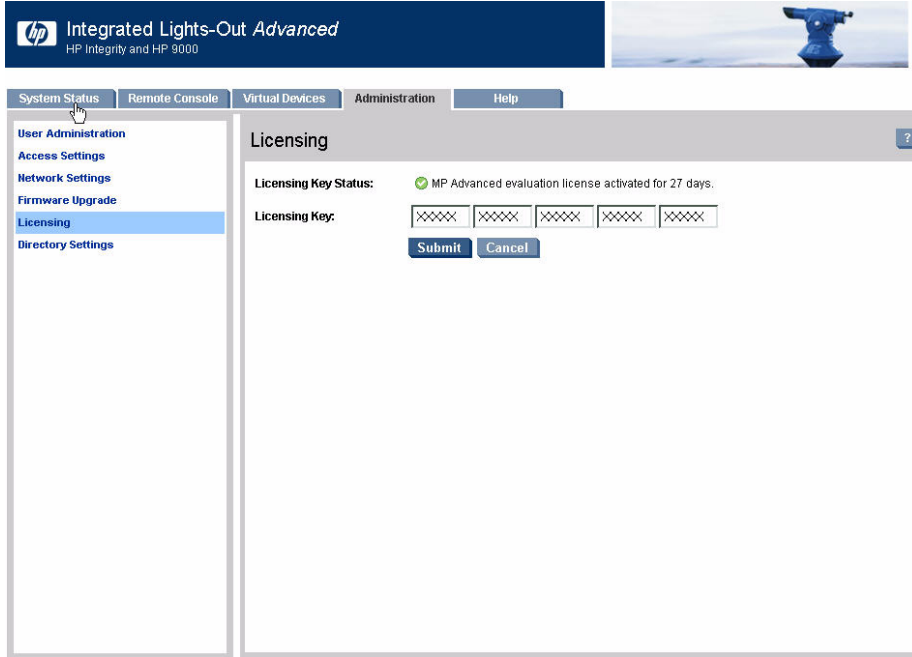 hp Integrated Lights-Out Advanced
HP Integrity and HP 9000
System Status Remote Console Virtual Devices Administration Help
User Administration
Access Settings
Network Settings
Firmware Upgrade
Licensing
Directory Settings
Licensing ?
Licensing Key Status: MP Advanced evaluation license activated for 27 days.
Licensing Key: XXXXX XXXXX XXXXX XXXXX XXXXX
Submit Cancel